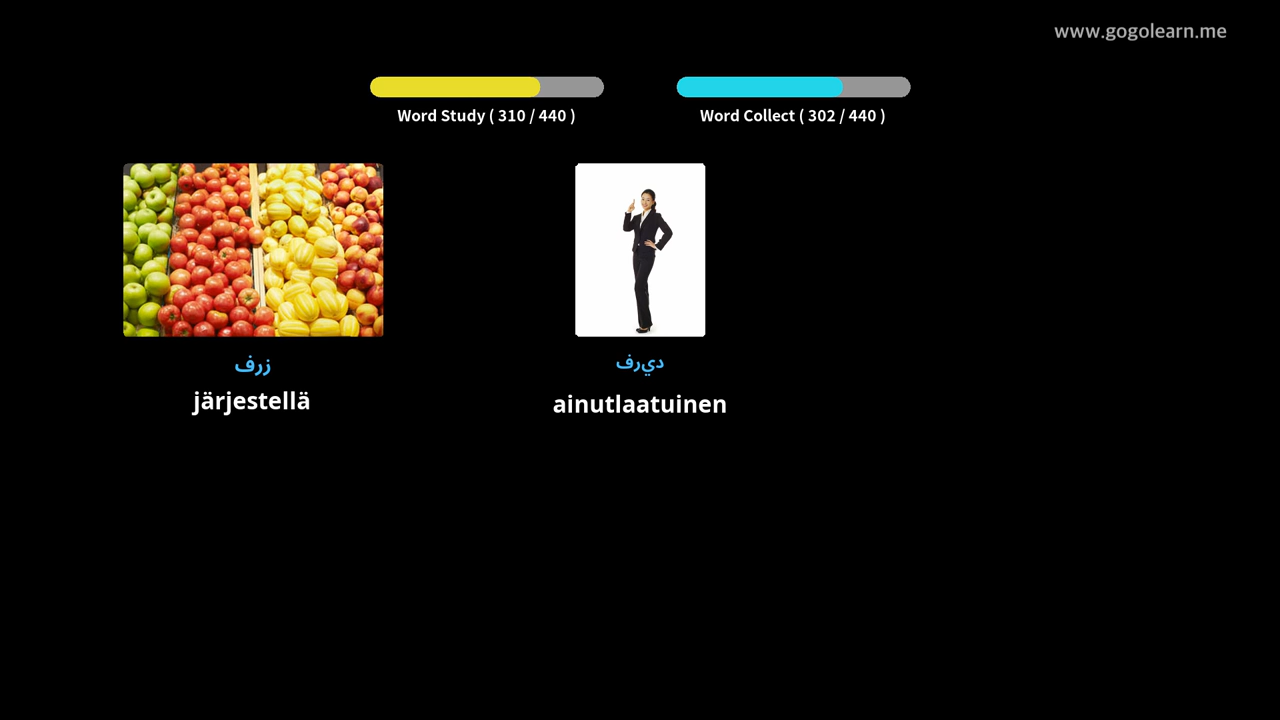 www.gogolearn.me
Word Study ( 310 / 440 )
Word Collect ( 302 / 440 )
زرف
järjestellä
ديرف
ainutlaatuinen